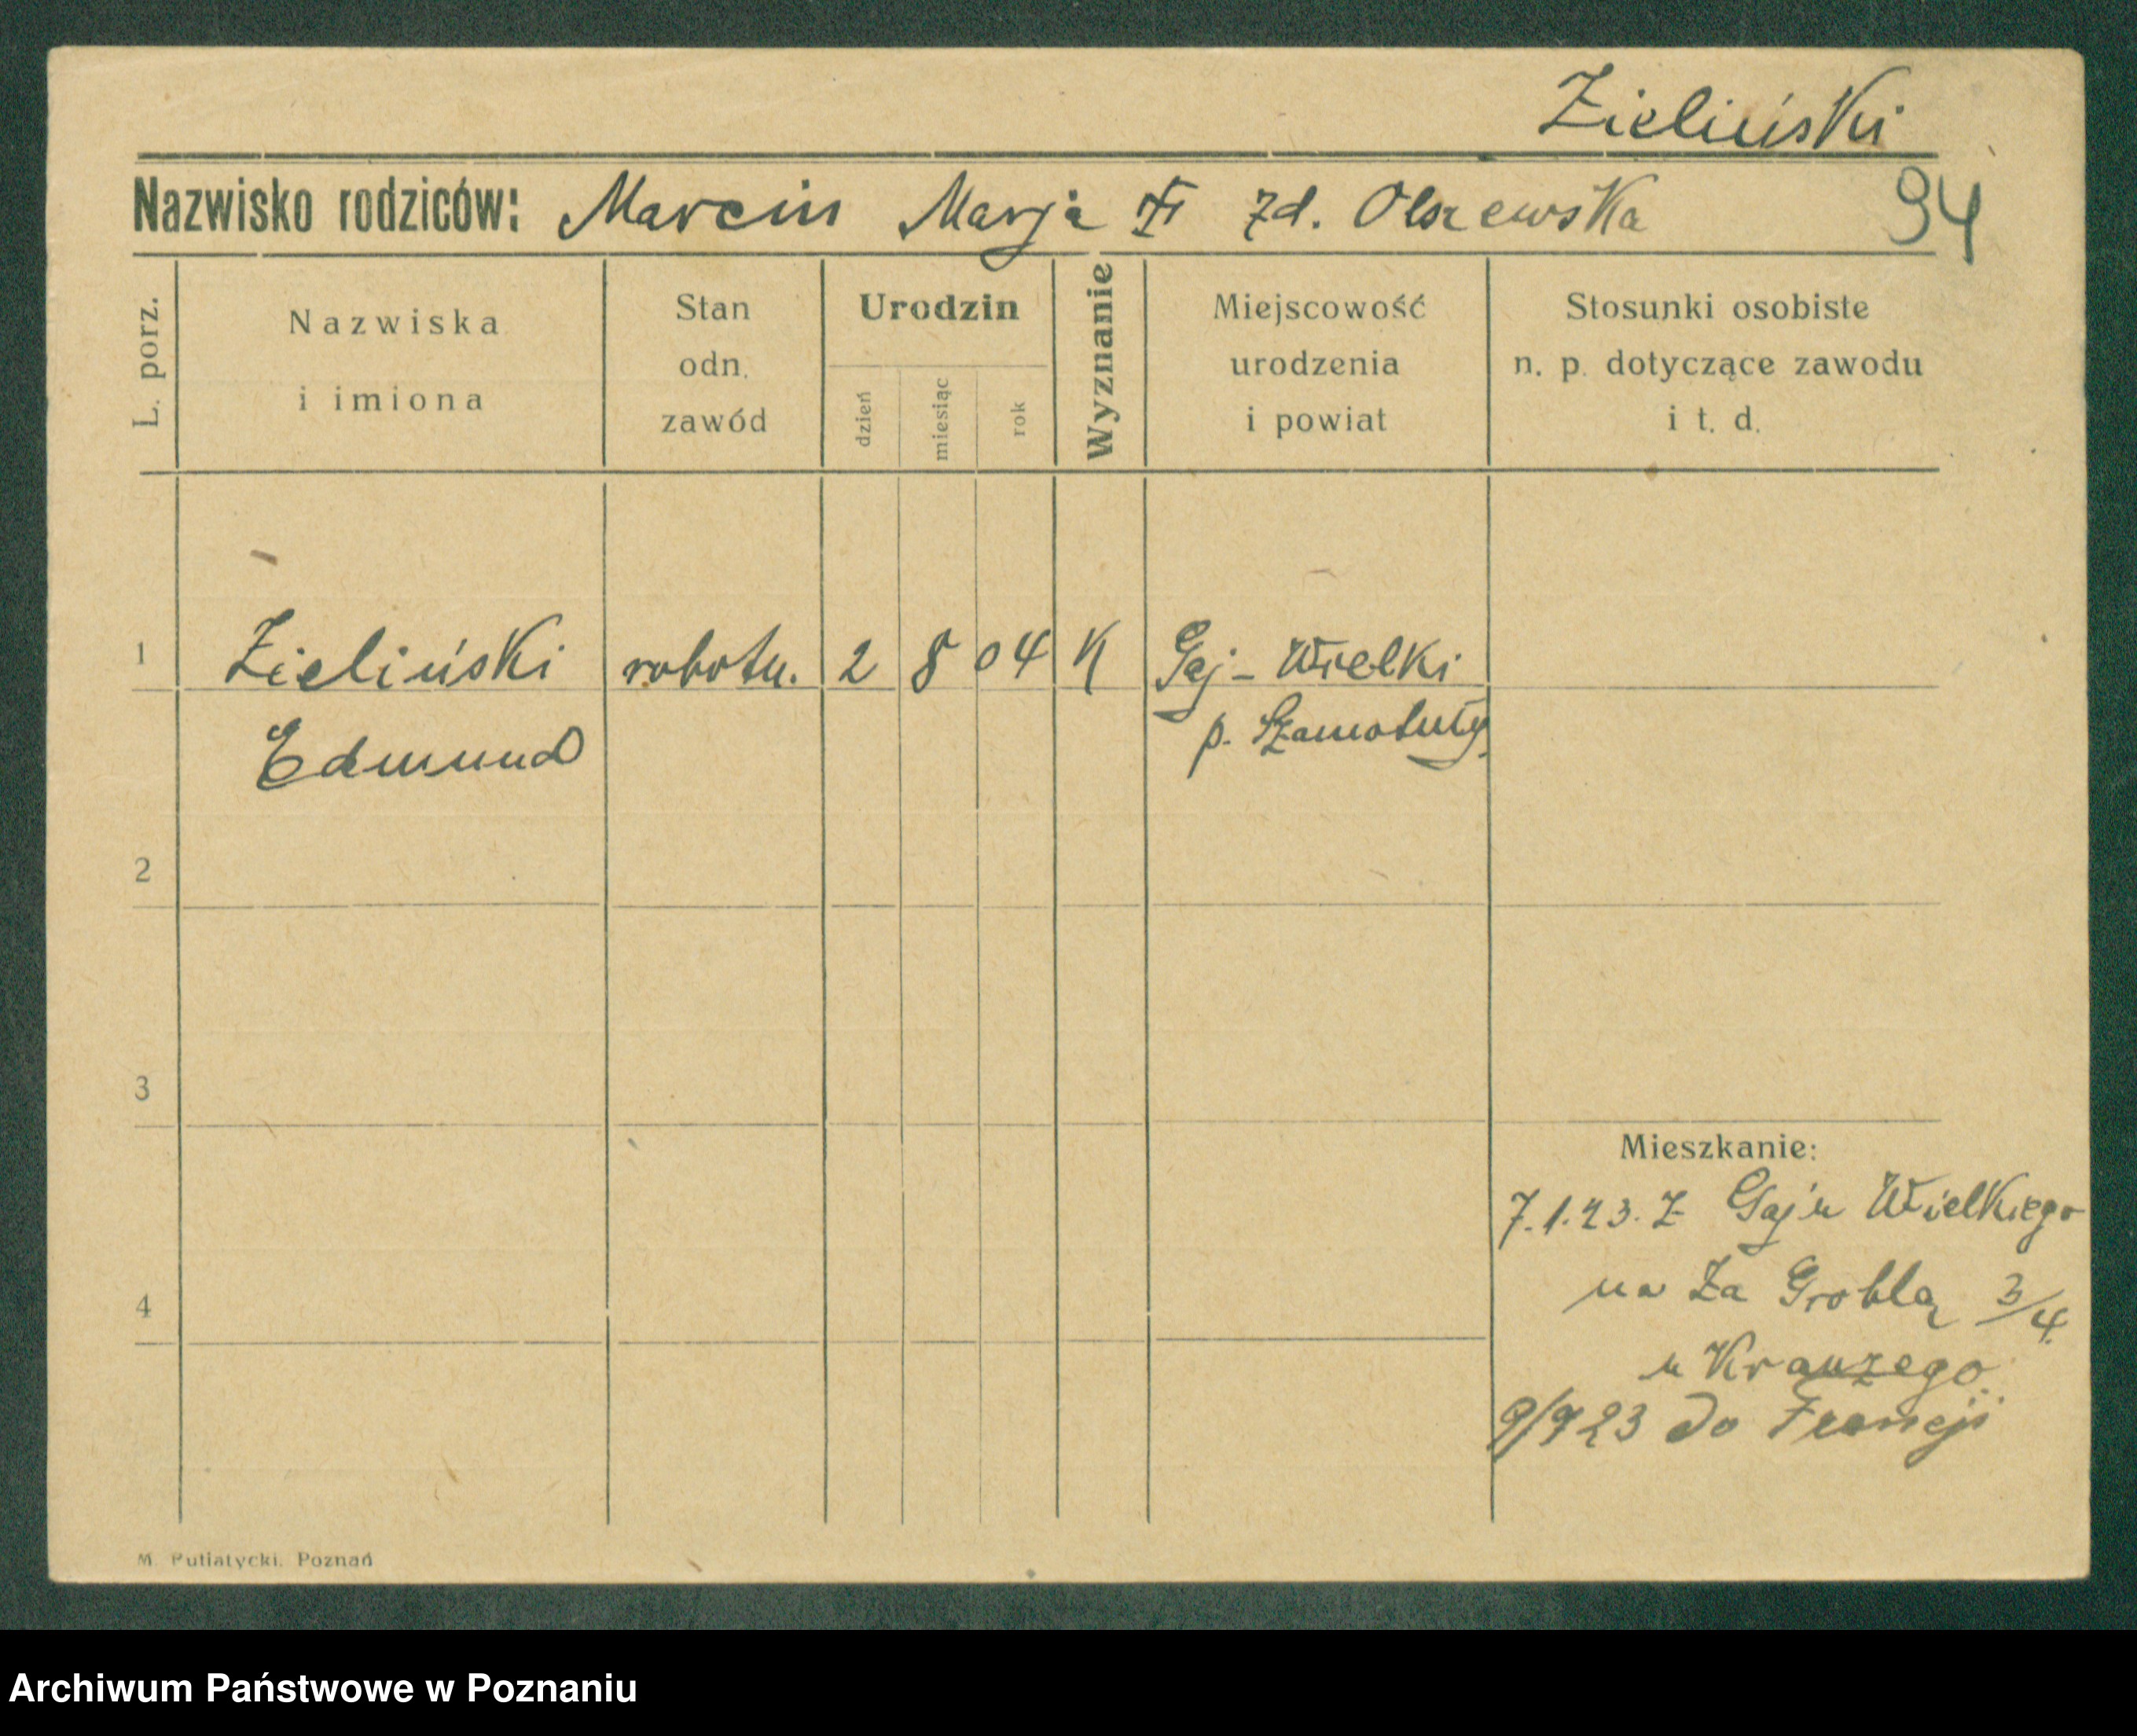 Zieliński
Nazwisko rodziców: Marcin Marja zd. Olszewska 94
L. porz.
Nazwiska
i imiona
Stan
odn.
zawód
Urodzin
dzień
miesiąc
rok
Wyznanie
Miejscowość
urodzenia
i powiat
Stosunki osobiste
n. p. dotyczące zawodu
i t. d.
1 Zieliński robotn. 2 8 04 K Gaj - Wielki
Edmund p. Szamotuły
2
3
Mieszkanie:
7.1.23. Z Gaju Wielkiego
na Za Groblą 3/4
4
u Krauzego
9/9 23 do Francji
M. Putiatycki. Poznań
Archiwum Państwowe w Poznaniu